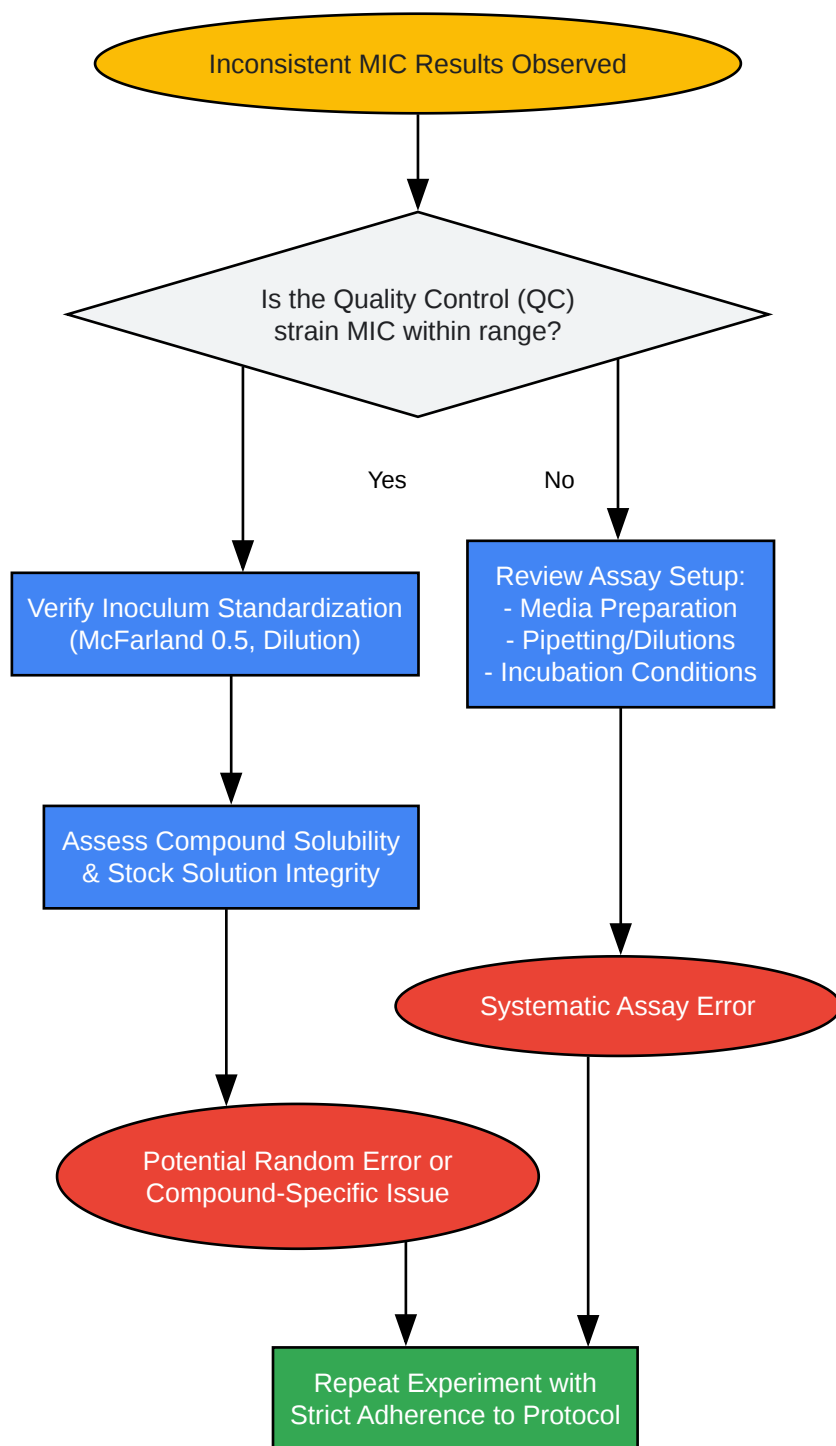 Inconsistent MIC Results Observed
Is the Quality Control (QC)
strain MIC within range?
Yes
No
Verify Inoculum Standardization
(McFarland 0.5, Dilution)
Review Assay Setup:
- Media Preparation
- Pipetting/Dilutions
- Incubation Conditions
Assess Compound Solubility
& Stock Solution Integrity
Systematic Assay Error
Potential Random Error or
Compound-Specific Issue
Repeat Experiment with
Strict Adherence to Protocol